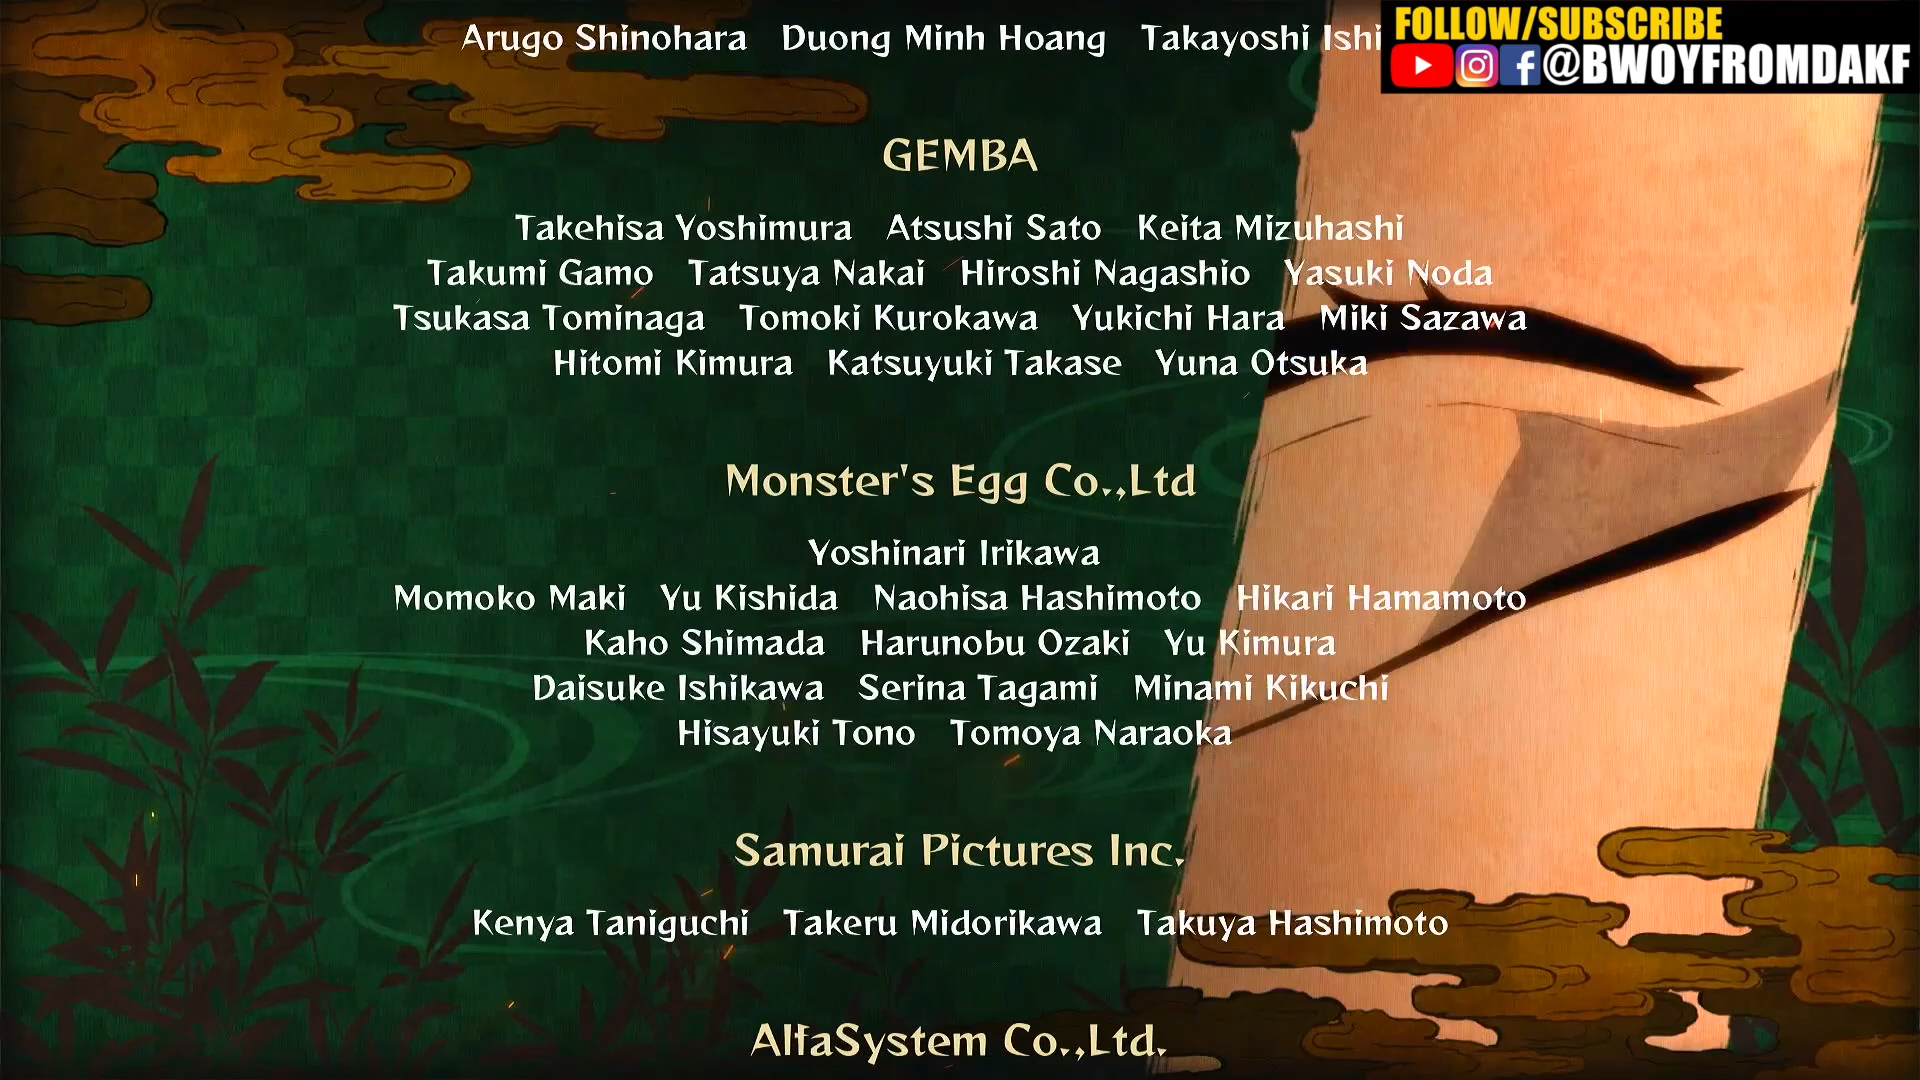 Arugo Shinohara Duong Minh Hoang Takayoshi Ishi
FOLLOW/SUBSCRIBE
@BWOYFROMDAKF
GEMBA
Takehisa Yoshimura Atsushi Sato Keita Mizuhashi
Takumi Gamo Tatsuya Nakai Hiroshi Nagashio Yasuki Noda
Tsukasa Tominaga Tomoki Kurokawa Yukichi Hara Miki Sazawa
Hitomi Kimura Katsuyuki Takase Yuna Otsuka
Monster's Egg Co.,Ltd
Yoshinari Irikawa
Momoko Maki Yu Kishida Naohisa Hashimoto Hikari Hamamoto
Kaho Shimada Harunobu Ozaki Yu Kimura
Daisuke Ishikawa Serina Tagami Minami Kikuchi
Hisayuki Tono Tomoya Naraoka
Samurai Pictures Inc.
Kenya Taniguchi Takeru Midorikawa Takuya Hashimoto
AlfaSystem Co.,Ltd.